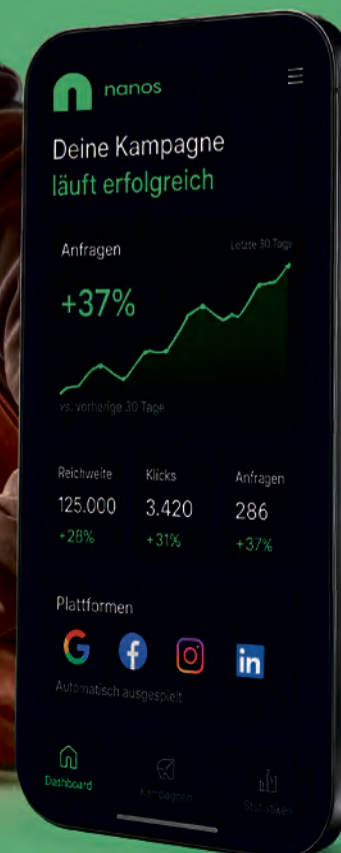 nanos
Deine Kampagne
läuft erfolgreich
Anfragen
Letzte 30 Tage
+37%
vs. vorherige 30 Tage
Reichweite Klicks Anfragen
125.000 3.420 286
+28% +31% +37%
Plattformen
in
Automatisch ausgespielt
Dashboard Kampagnen Statistiken